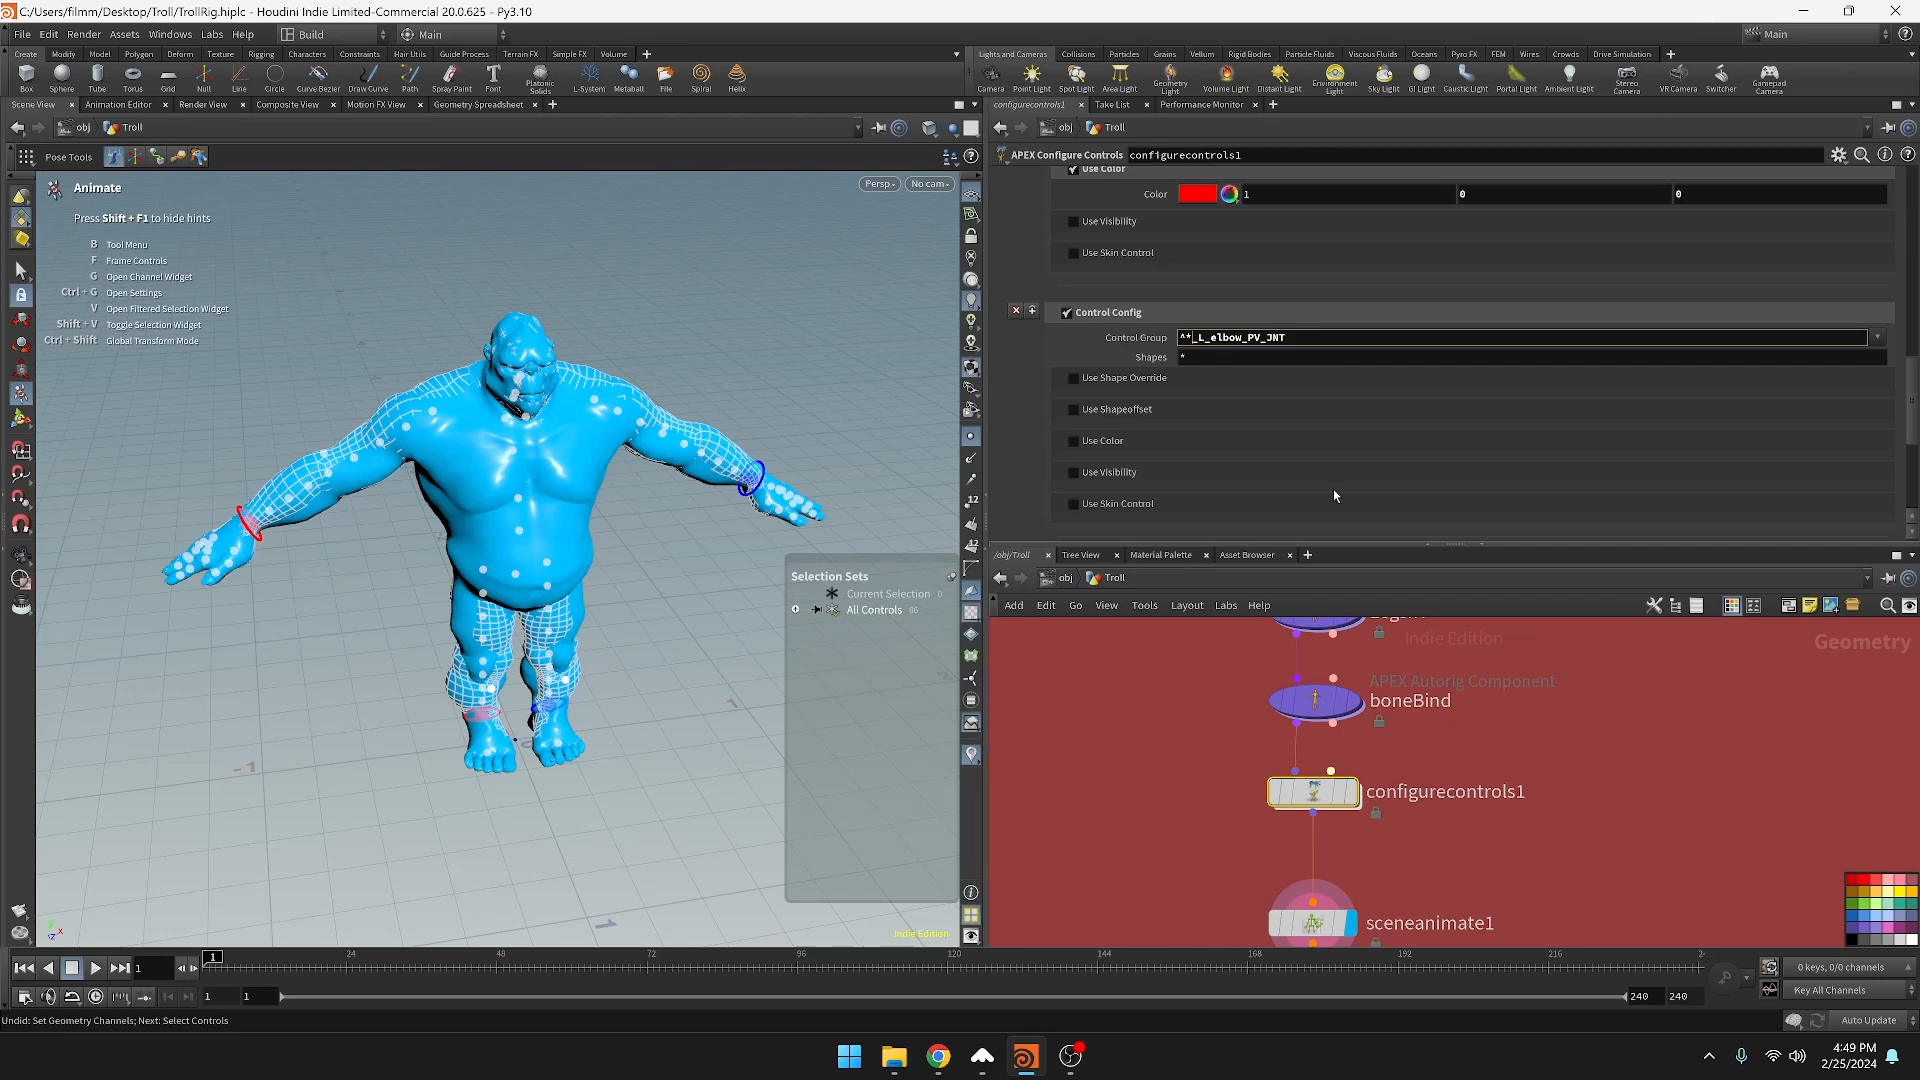 C:/Users/filmm/Desktop/Troll/TrollRig.hiplc - Houdini Indie Limited-Commercial 20.0.625 - Py3.10
File Edit Render Assets Windows Labs Help Build Main Main
Create Modify Model Polygon Deform Texture Rigging Characters Constraints Hair Utils Guide Process Terrain FX Simple FX Volume
Lights and Cameras Collisions Particles Grains Vellum Rigid Bodies Particle Fluids Viscous Fluids Oceans Pyro FX FEM Wires Crowds Drive Simulation
Box Sphere Tube Torus Grid Null Line Circle Curve Bezier Draw Curve Path Spray Paint Font Platonic Solids L-System Metaball File Spiral Helix
Camera Point Light Spot Light Area Light Geometry Light Volume Light Distant Light Environment Light Sky Light GI Light Caustic Light Portal Light Ambient Light Stereo Camera VR Camera Switcher Gamepad Camera
Scene View Animation Editor Render View Composite View Motion FX View Geometry Spreadsheet
configurecontrols1 Take List Performance Monitor
obj Troll
obj Troll
Pose Tools
APEX Configure Controls configurecontrols1
Animate
Persp No cam
Press Shift + F1 to hide hints
B Tool Menu
F Frame Controls
G Open Channel Widget
Ctrl + G Open Settings
V Open Filtered Selection Widget
Shift + V Toggle Selection Widget
Ctrl + Shift Global Transform Mode
Use Color
Color 1 0 0
Use Visibility
Use Skin Control
Control Config
Control Group ^*_L_elbow_PV_JNT
Shapes *
Use Shape Override
Use Shapeoffset
Use Color
Use Visibility
Use Skin Control
12
12
Selection Sets
Current Selection 0
All Controls 86
-1
1
Indie Edition
/obj/Troll Tree View Material Palette Asset Browser
obj Troll
Add Edit Go View Tools Layout Labs Help
Indie Edition
Geometry
APEX Autorig Component
boneBind
configurecontrols1
sceneanimate1
1 1 24 48 72 96 120 144 168 192 216
0 keys, 0/0 channels
1 1 240 240
Key All Channels
Undid: Set Geometry Channels; Next: Select Controls
Auto Update
4:49 PM
2/25/2024